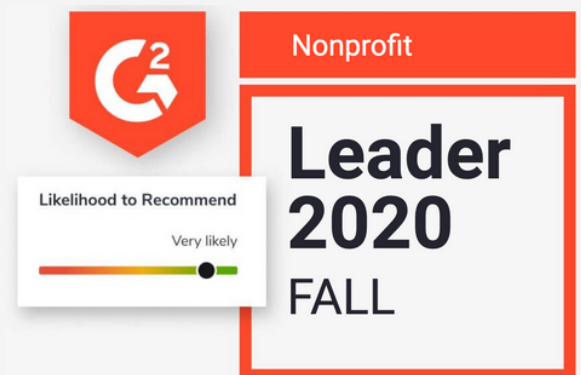 G2
Nonprofit
Leader
2020
FALL
Likelihood to Recommend
Very likely